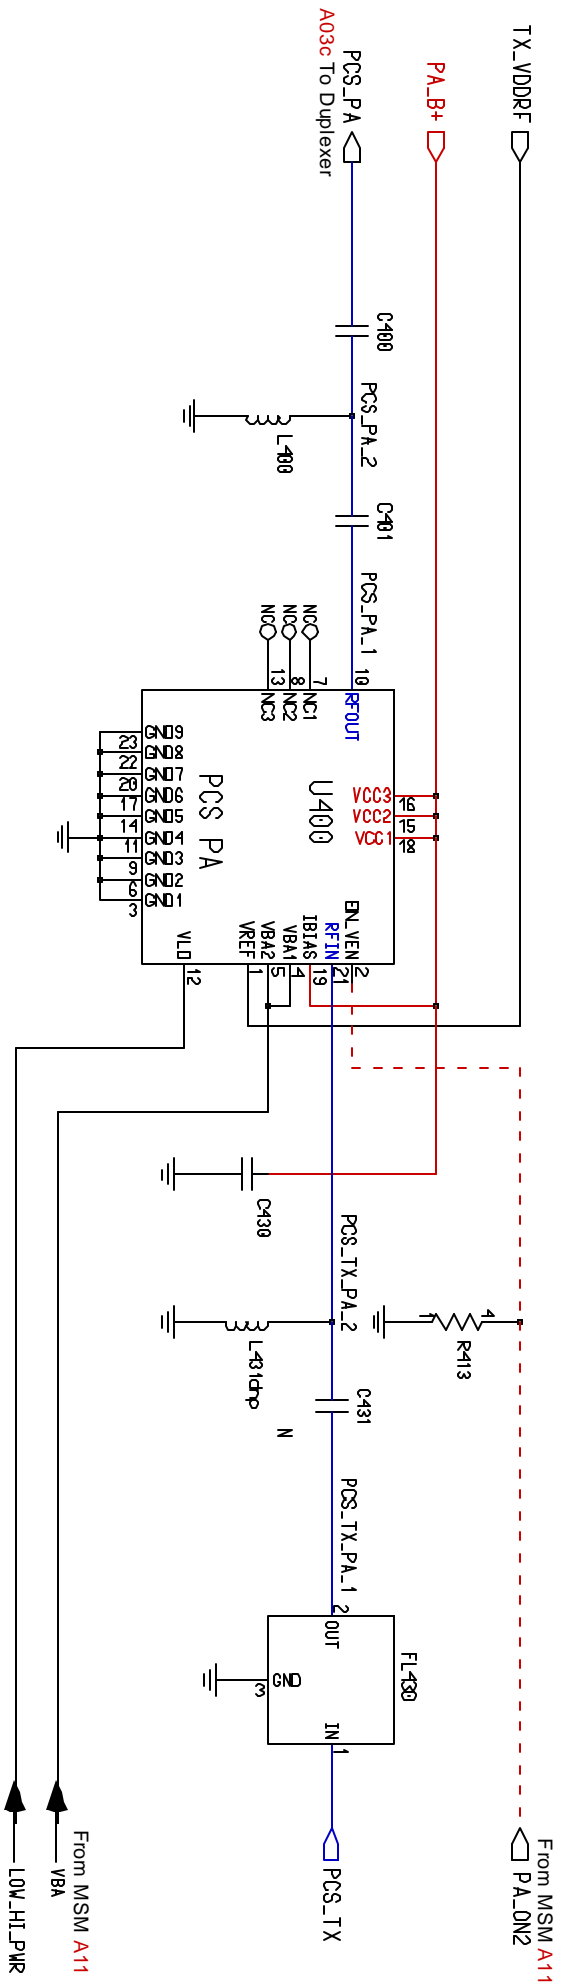 TX_VDDRF
PA_B+
PCS_PA
A03c To Duplexer
C400
PCS_PA_2
L400
C401
PCS_PA_1
NC
NC
NC
7
8
13
10
NC1
NC2
NC3
RFOUT
U400
PCS PA
VCC3
VCC2
VCC1
16
15
18
GND9
GND8
GND7
GND6
GND5
GND4
GND3
GND2
GND1
23
22
20
17
14
11
9
6
3
EN_VEN
RFIN
IBIAS
VBA1
VBA2
VREF
VLD
2
21
19
4
5
1
12
C430
PCS_TX_PA_2
L431dnp
N
R413
1
4
C431
PCS_TX_PA_1
2
OUT
FL430
GND
3
IN
1
PCS_TX
From MSM A11
PA_ON2
From MSM A11
VBA
LOW_HI_PWR